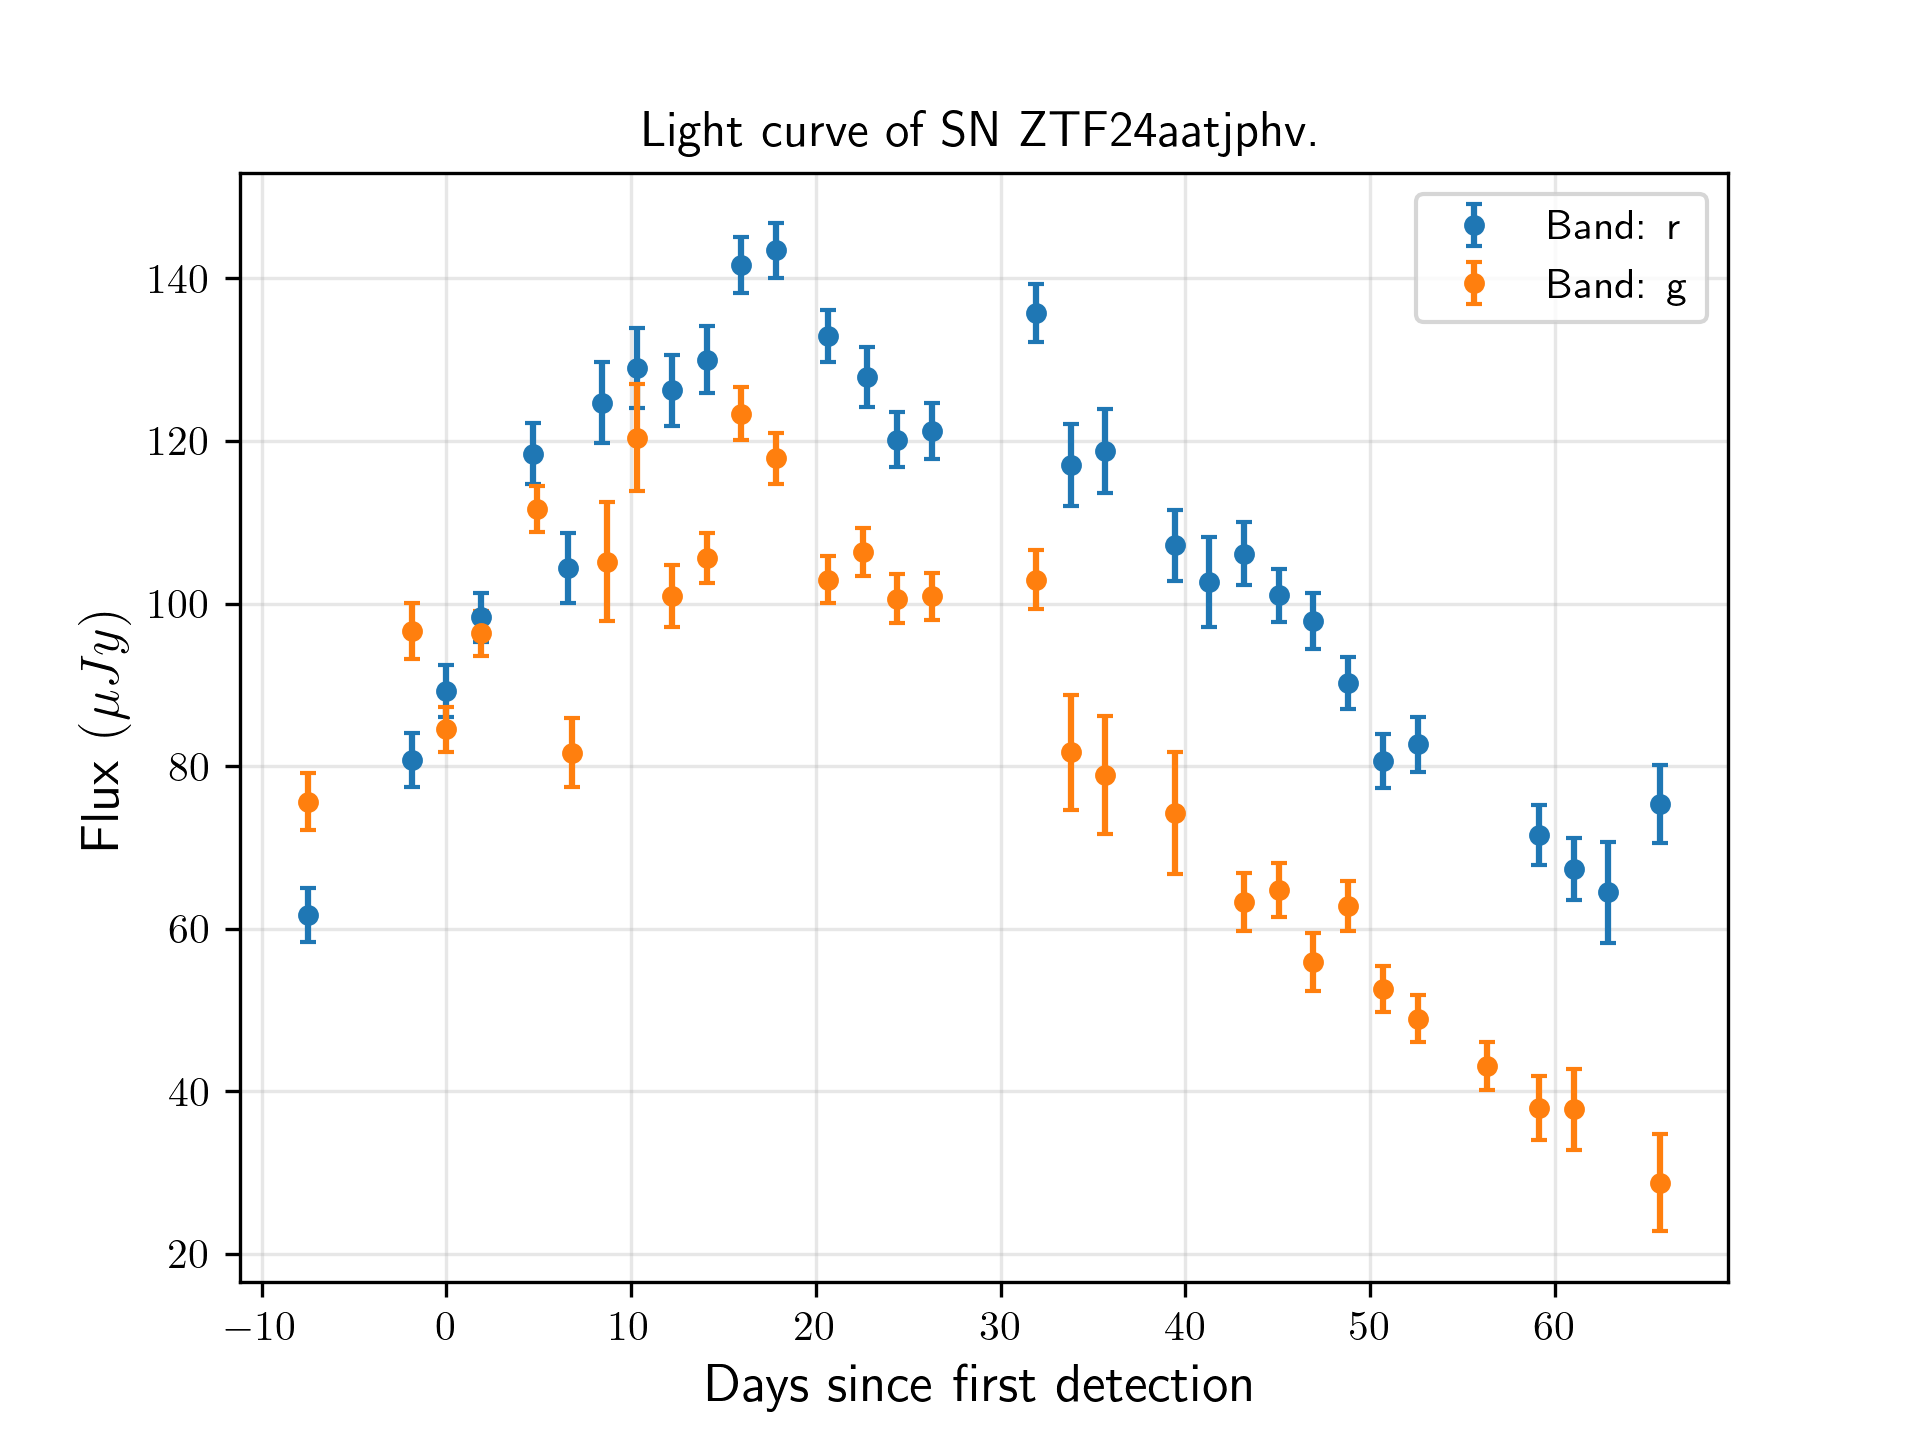 Light curve of SN ZTF24aatjphv.
Band: r
Band: g
140
120
100
80
60
40
20
Flux (μJy)
−10 0 10 20 30 40 50 60
Days since first detection